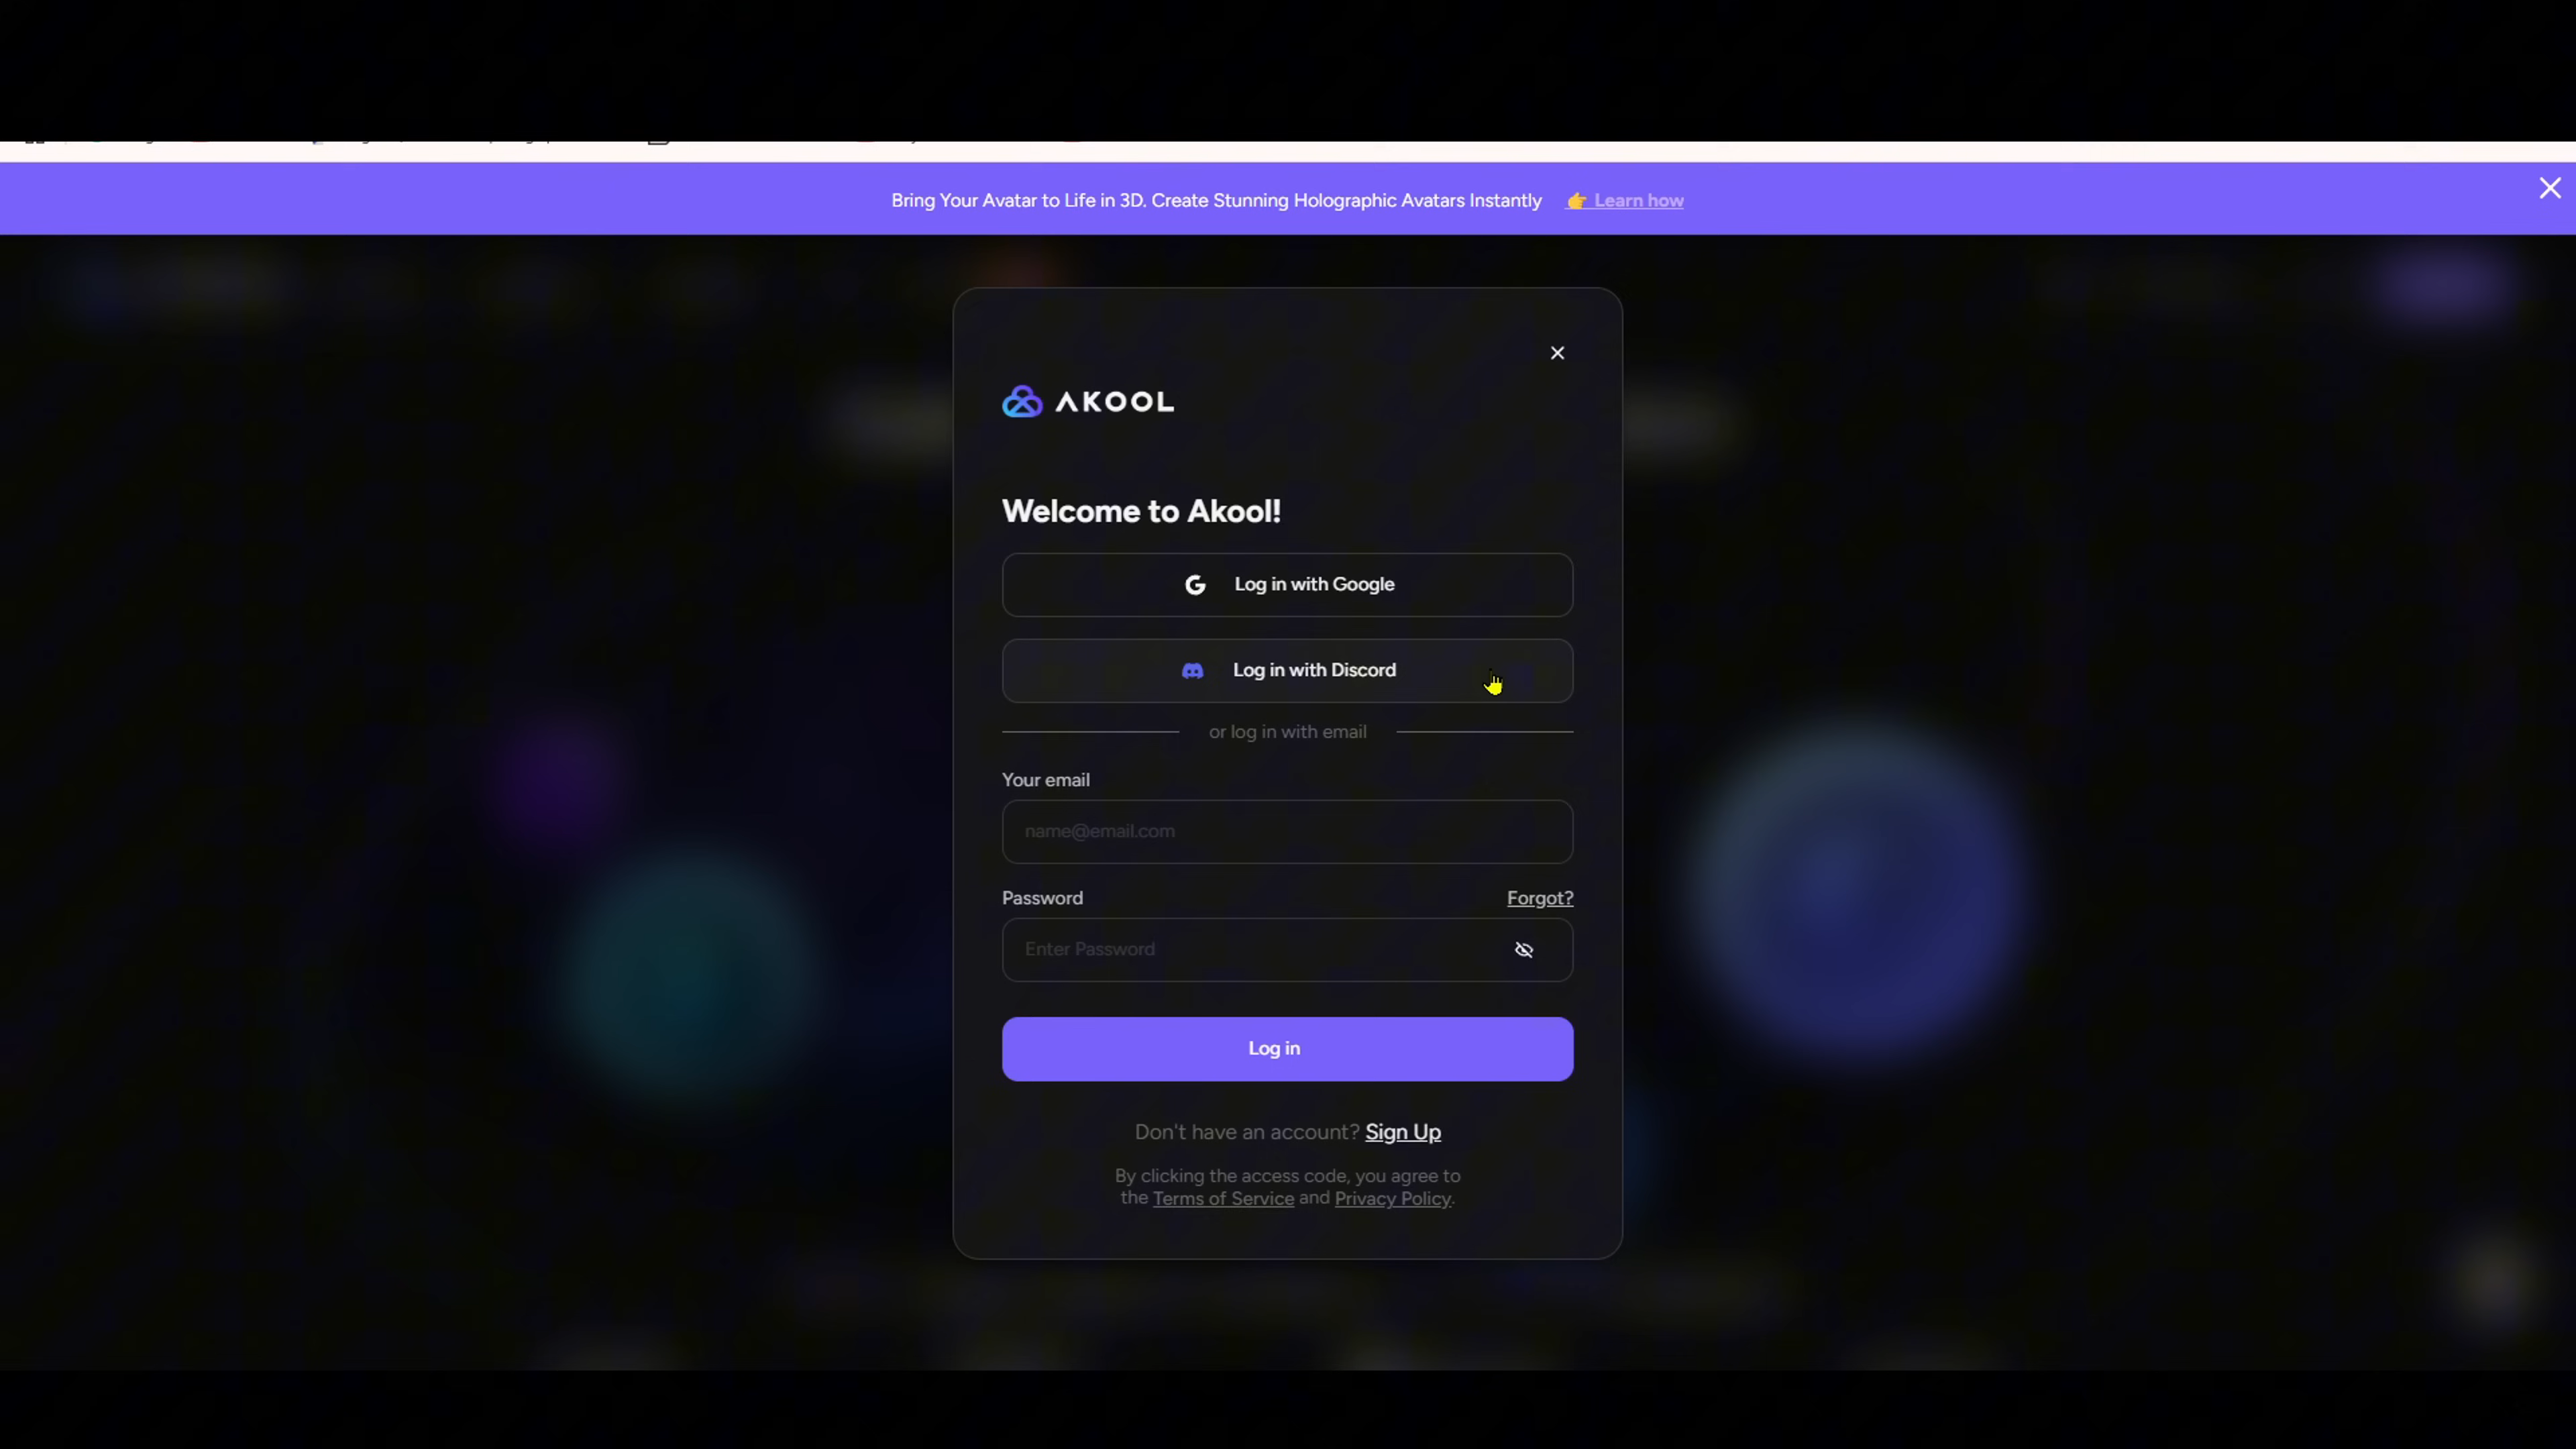 Bring Your Avatar to Life in 3D. Create Stunning Holographic Avatars Instantly 👉 Learn how
AKOOL
Welcome to Akool!
Log in with Google
Log in with Discord
or log in with email
Your email
name@email.com
Password Forgot?
Enter Password
Log in
Don't have an account? Sign Up
By clicking the access code, you agree to
the Terms of Service and Privacy Policy.